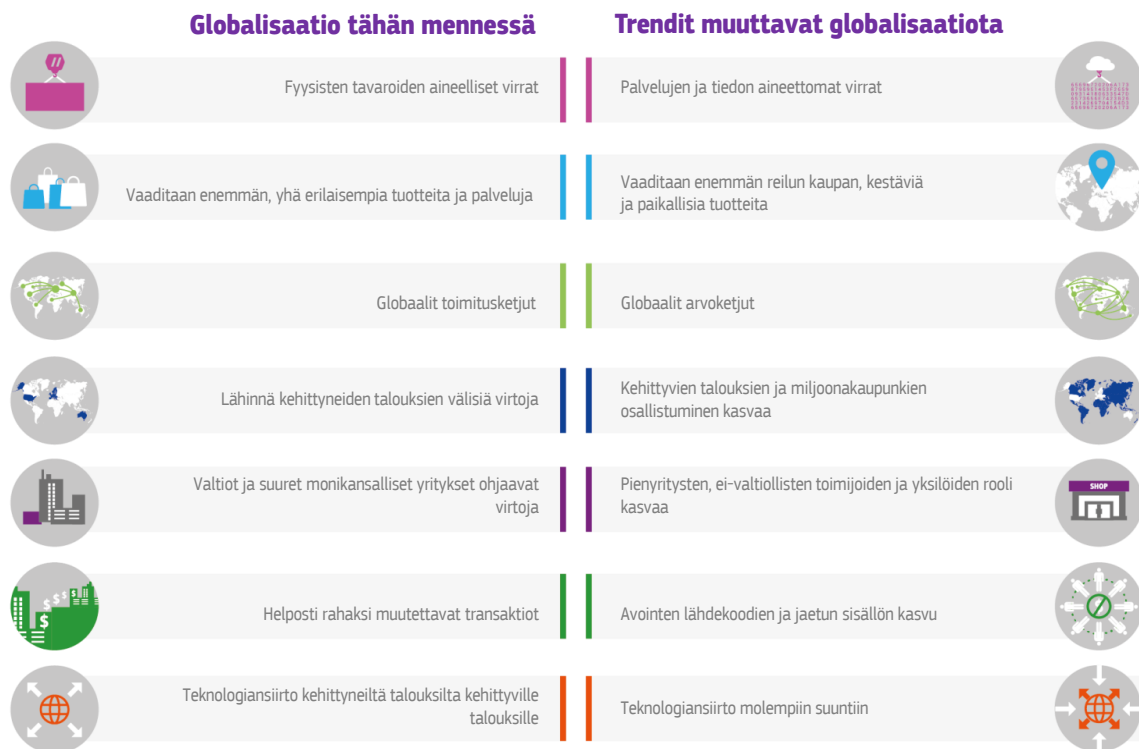 Globalisaatio tähän mennessä
Trendit muuttavat globalisaatiota
Fyysisten tavaroiden aineelliset virrat
Palvelujen ja tiedon aineettomat virrat
Vaaditaan enemmän, yhä erilaisempia tuotteita ja palveluja
Vaaditaan enemmän reilun kaupan, kestäviä
ja paikallisia tuotteita
Globaalit toimitusketjut
Globaalit arvoketjut
Lähinnä kehittyneiden talouksien välisiä virtoja
Kehittyvien talouksien ja miljoonakaupunkien
osallistuminen kasvaa
Valtiot ja suuret monikansalliset yritykset ohjaavat
virtoja
Pienyritysten, ei-valtiollisten toimijoiden ja yksilöiden rooli
kasvaa
SHOP
Helposti rahaksi muutettavat transaktiot
Avointen lähdekoodien ja jaetun sisällön kasvu
Teknologiansiirto kehittyneiltä talouksilta kehittyville
talouksille
Teknologiansiirto molempiin suuntiin